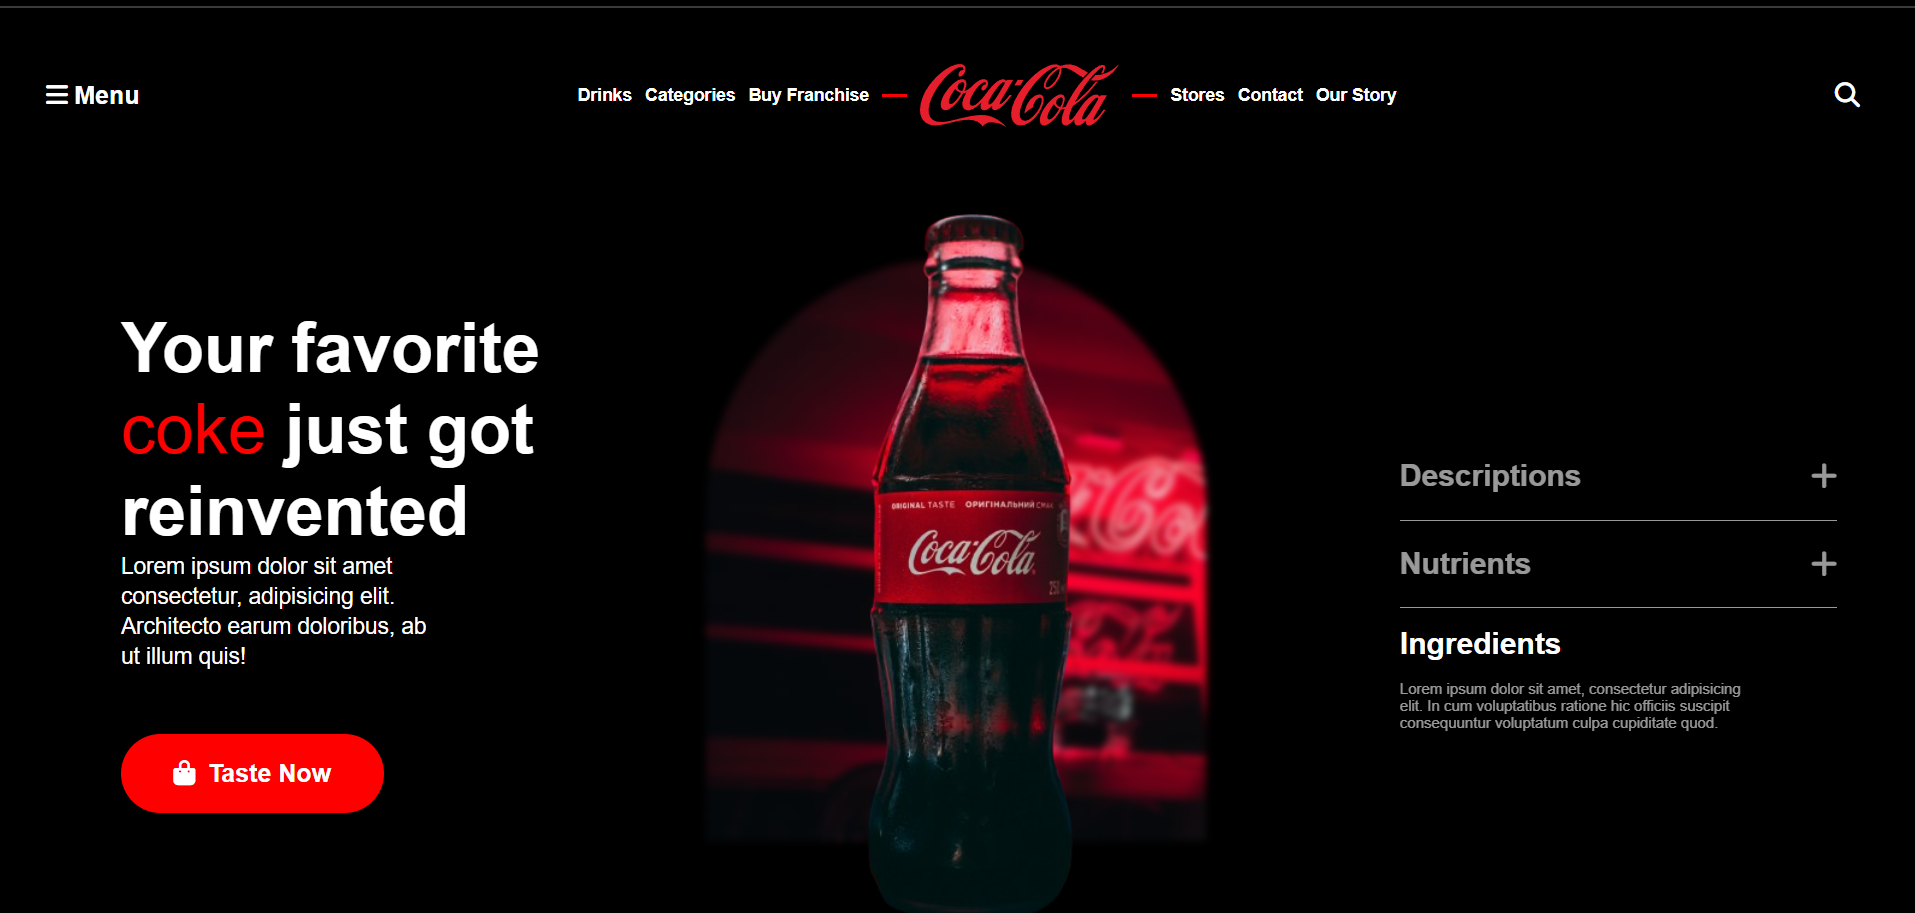 Menu
Drinks Categories Buy Franchise
Coca-Cola
Stores Contact Our Story
Your favorite
coke just got
reinvented
Lorem ipsum dolor sit amet
consectetur, adipisicing elit.
Architecto earum doloribus, ab
ut illum quis!
Taste Now
ORIGINAL TASTE ОРИГІНАЛЬНИЙ СМАК
Coca-Cola
250
Descriptions
Nutrients
Ingredients
Lorem ipsum dolor sit amet, consectetur adipisicing
elit. In cum voluptatibus ratione hic officiis suscipit
consequuntur voluptatum culpa cupiditate quod.